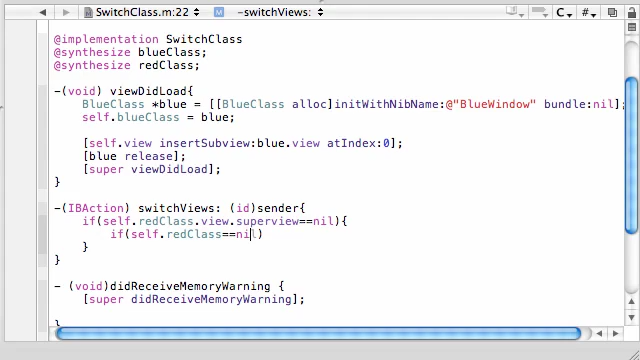 SwitchClass.m:22 -switchViews: C #
@implementation SwitchClass
@synthesize blueClass;
@synthesize redClass;
-(void) viewDidLoad{
BlueClass *blue = [[BlueClass alloc]initWithNibName:@"BlueWindow" bundle:nil];
self.blueClass = blue;
[self.view insertSubview:blue.view atIndex:0];
[blue release];
[super viewDidLoad];
}
-(IBAction) switchViews: (id)sender{
if(self.redClass.view.superview==nil){
if(self.redClass==nil)
}
}
- (void)didReceiveMemoryWarning {
[super didReceiveMemoryWarning];
}